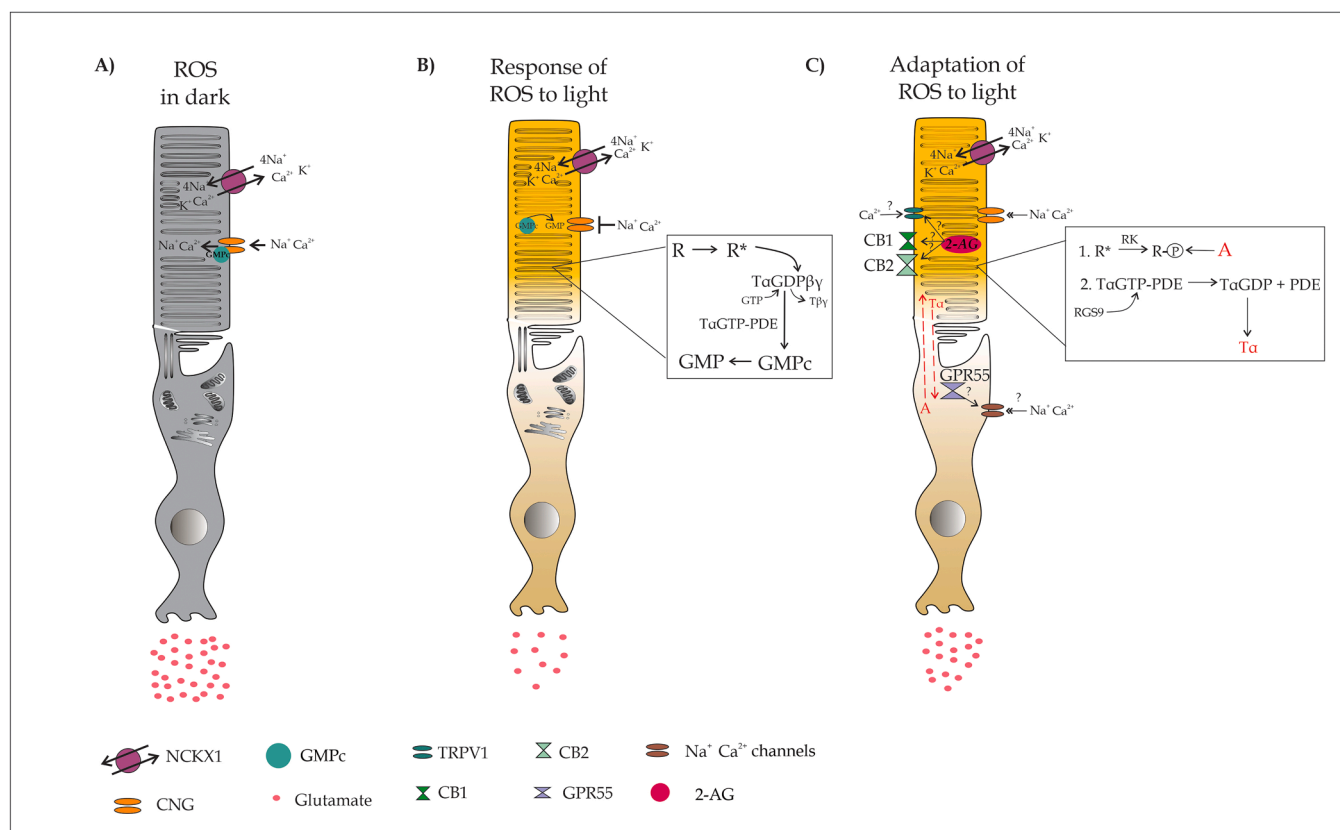 A)
ROS
in dark
4Na⁺
Ca²⁺ K⁺
4Na
K⁺Ca²⁺
Na⁺Ca²⁺
Na⁺Ca²⁺
GMPc
B)
Response of
ROS to light
4Na⁺
Ca²⁺ K⁺
4Na⁺
K⁺Ca²⁺
GMPc GMP
Na⁺Ca²⁺
R → R*
TαGDPβγ
GTP Tβγ
TαGTP-PDE
GMP ← GMPc
C)
Adaptation of
ROS to light
4Na⁺ K⁺
Ca²⁺
4Na⁺
K⁺Ca²⁺
Ca²⁺ ?
Na⁺Ca²⁺
?
CB1
?
2-AG
?
CB2
Tα
GPR55
?
A
?
Na⁺Ca²⁺
RK
1. R* → R-P ← A
2. TαGTP-PDE → TαGDP + PDE
RGS9
Tα
NCKX1
GMPc
TRPV1
CB2
Na⁺ Ca²⁺ channels
CNG
Glutamate
CB1
GPR55
2-AG